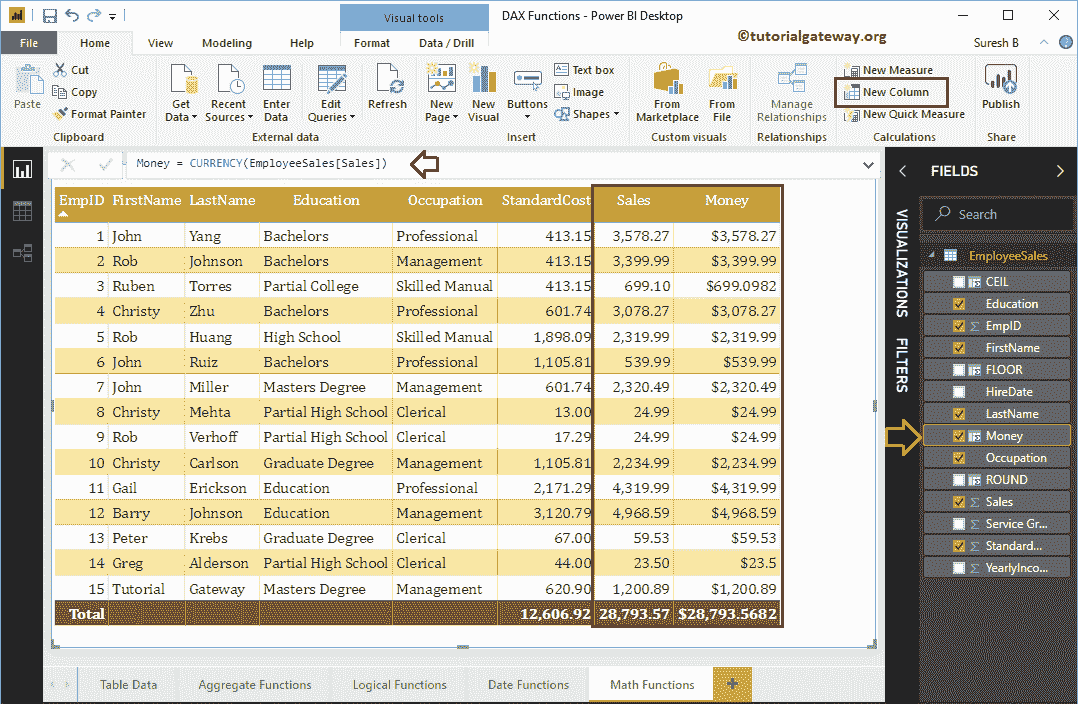 Visual tools
DAX Functions - Power BI Desktop
©tutorialgateway.org
File Home View Modeling Help Format Data / Drill Suresh B
Paste
Cut
Copy
Format Painter
Clipboard
Get Data
Recent Sources
Enter Data
Edit Queries
External data
Refresh
New Page
New Visual
Buttons
Text box
Image
Shapes
Insert
From Marketplace
From File
Custom visuals
Manage Relationships
Relationships
New Measure
New Column
New Quick Measure
Calculations
Publish
Share
Money = CURRENCY(EmployeeSales[Sales])
EmpID FirstName LastName Education Occupation StandardCost Sales Money
1 John Yang Bachelors Professional 413.15 3,578.27 $3,578.27
2 Rob Johnson Bachelors Management 413.15 3,399.99 $3,399.99
3 Ruben Torres Partial College Skilled Manual 413.15 699.10 $699.0982
4 Christy Zhu Bachelors Professional 601.74 3,078.27 $3,078.27
5 Rob Huang High School Skilled Manual 1,898.09 2,319.99 $2,319.99
6 John Ruiz Bachelors Professional 1,105.81 539.99 $539.99
7 John Miller Masters Degree Management 601.74 2,320.49 $2,320.49
8 Christy Mehta Partial High School Clerical 13.00 24.99 $24.99
9 Rob Verhoff Partial High School Clerical 17.29 24.99 $24.99
10 Christy Carlson Graduate Degree Management 1,105.81 2,234.99 $2,234.99
11 Gail Erickson Education Professional 2,171.29 4,319.99 $4,319.99
12 Barry Johnson Education Management 3,120.79 4,968.59 $4,968.59
13 Peter Krebs Graduate Degree Clerical 67.00 59.53 $59.53
14 Greg Alderson Partial High School Clerical 44.00 23.50 $23.5
15 Tutorial Gateway Masters Degree Management 620.90 1,200.89 $1,200.89
Total 12,606.92 28,793.57 $28,793.5682
VISUALIZATIONS
FILTERS
FIELDS
Search
EmployeeSales
CEIL
Education
EmpID
FirstName
FLOOR
HireDate
LastName
Money
Occupation
ROUND
Sales
Service Gr...
Standard...
YearlyInco...
Table Data Aggregate Functions Logical Functions Date Functions Math Functions +